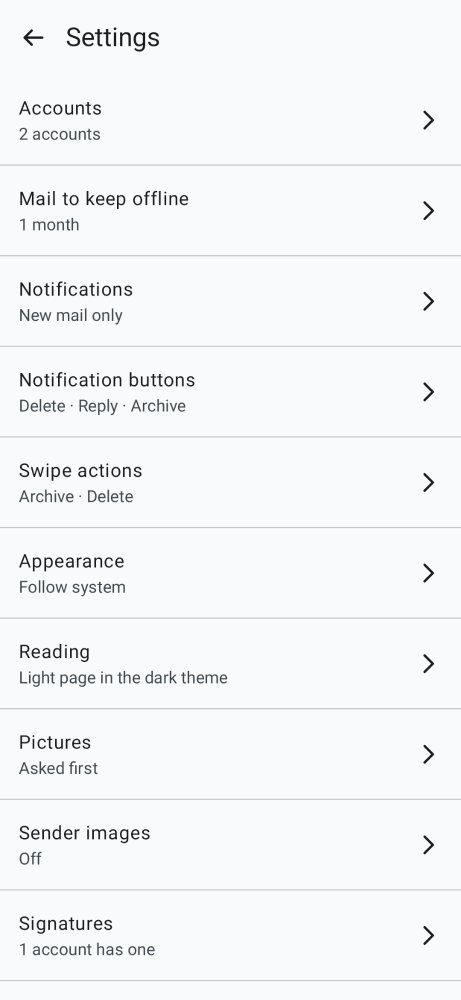 Settings
Accounts
2 accounts
Mail to keep offline
1 month
Notifications
New mail only
Notification buttons
Delete · Reply · Archive
Swipe actions
Archive · Delete
Appearance
Follow system
Reading
Light page in the dark theme
Pictures
Asked first
Sender images
Off
Signatures
1 account has one